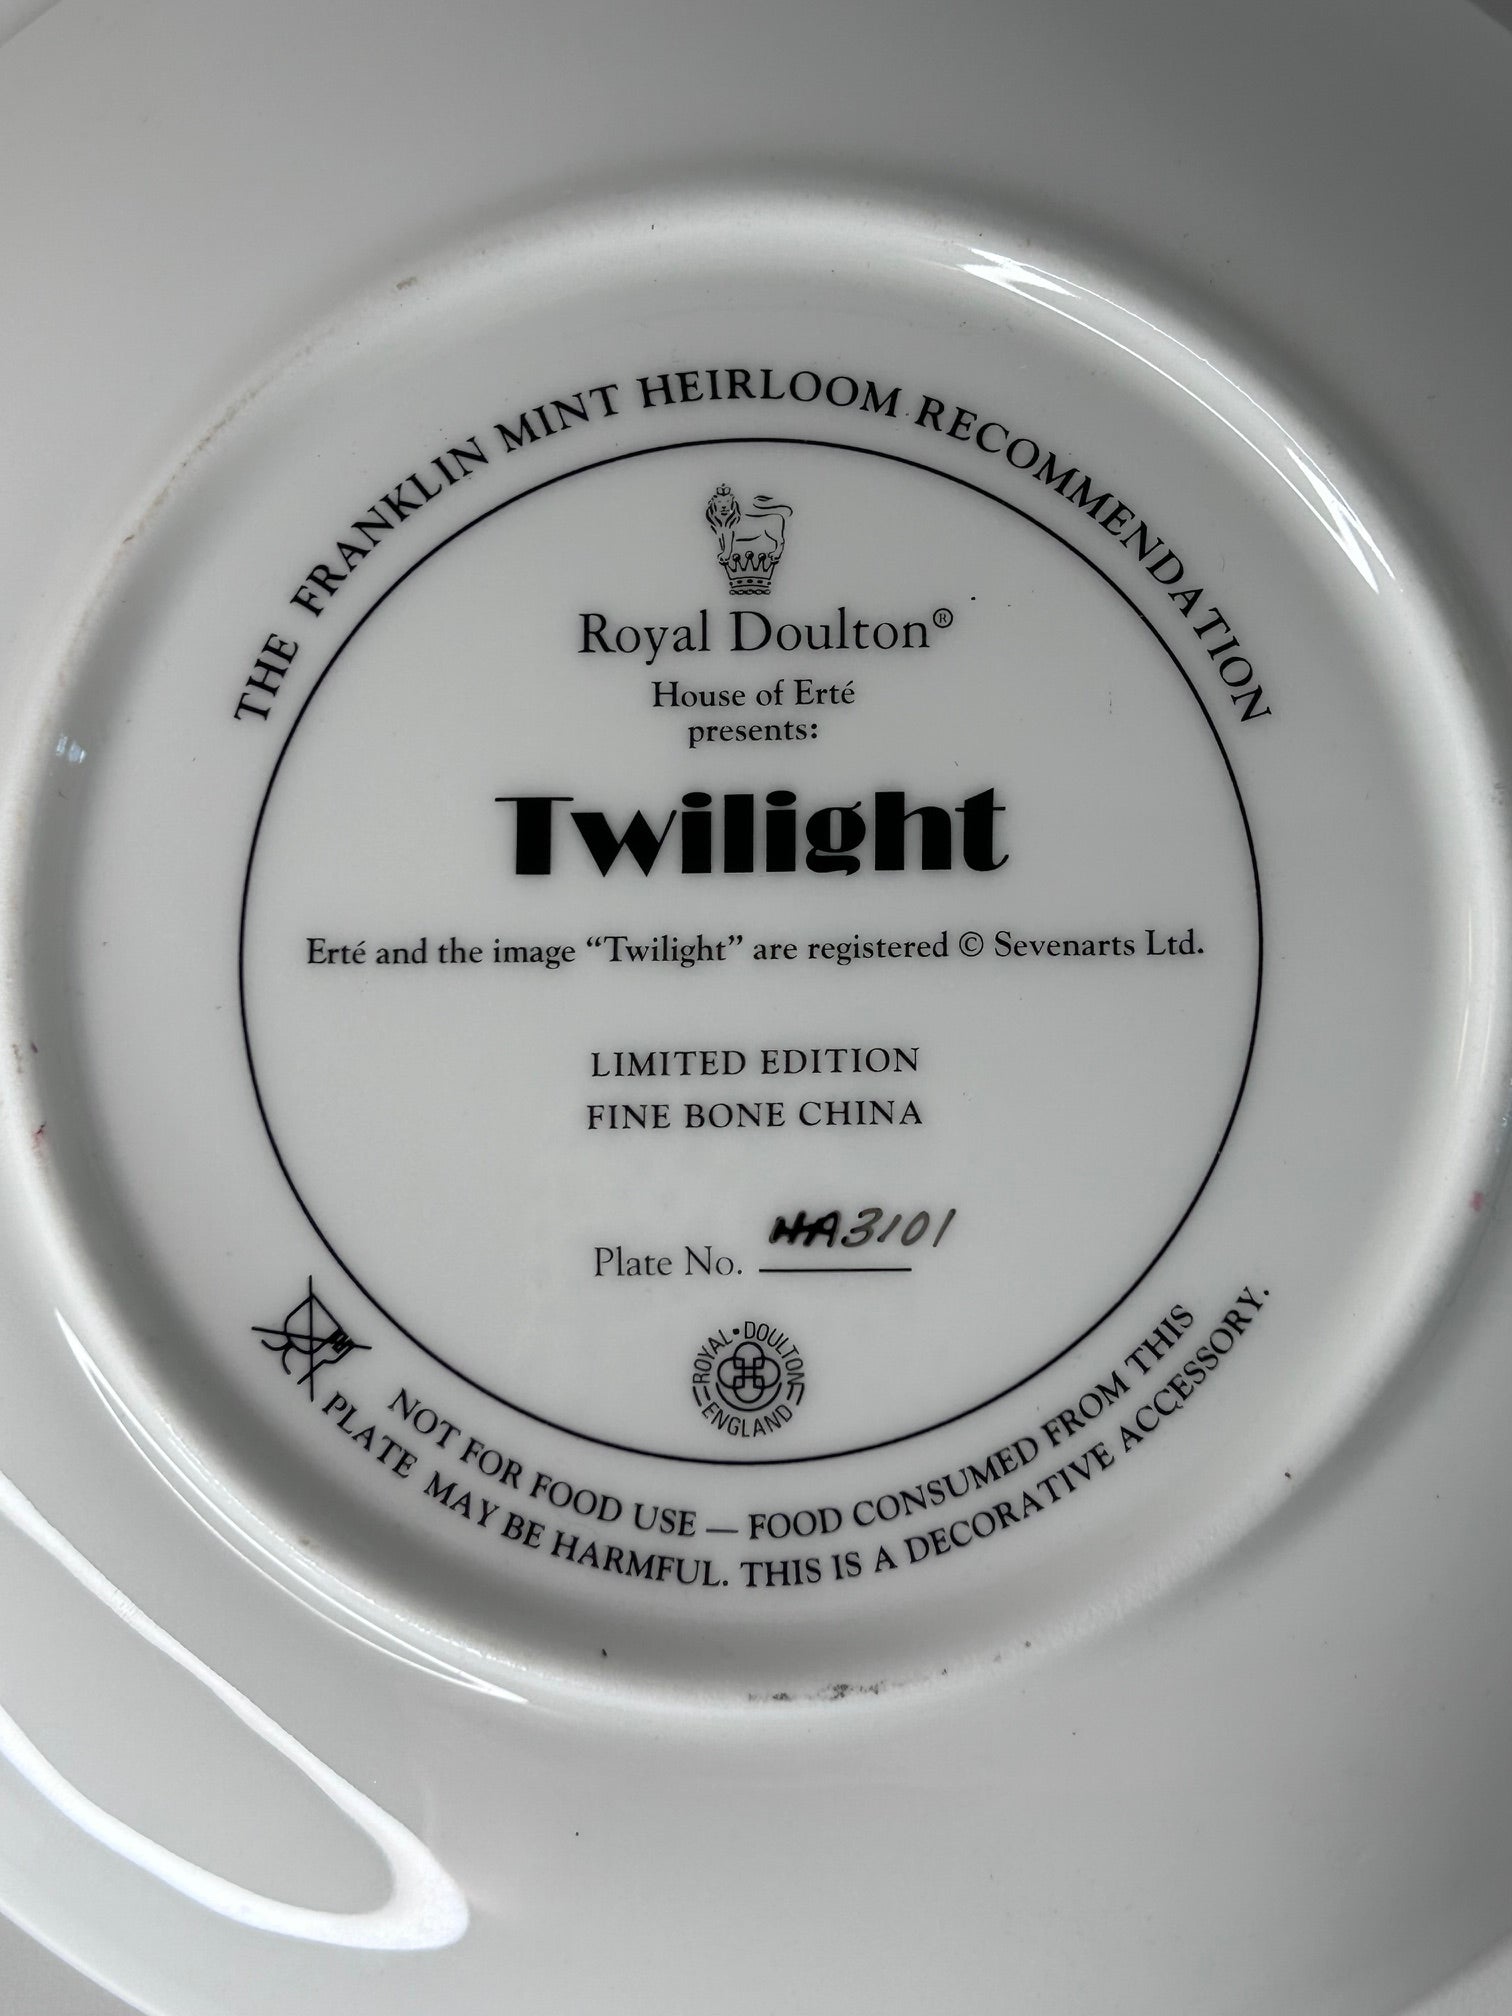 THE FRANKLIN MINT HEIRLOOM RECOMMENDATION
Royal Doulton®
House of Erté
presents:
Twilight
Erté and the image “Twilight” are registered © Sevenarts Ltd.
LIMITED EDITION
FINE BONE CHINA
Plate No. HA3101
ROYAL • DOULTON
ENGLAND
NOT FOR FOOD USE — FOOD CONSUMED FROM THIS
PLATE MAY BE HARMFUL. THIS IS A DECORATIVE ACCESSORY.